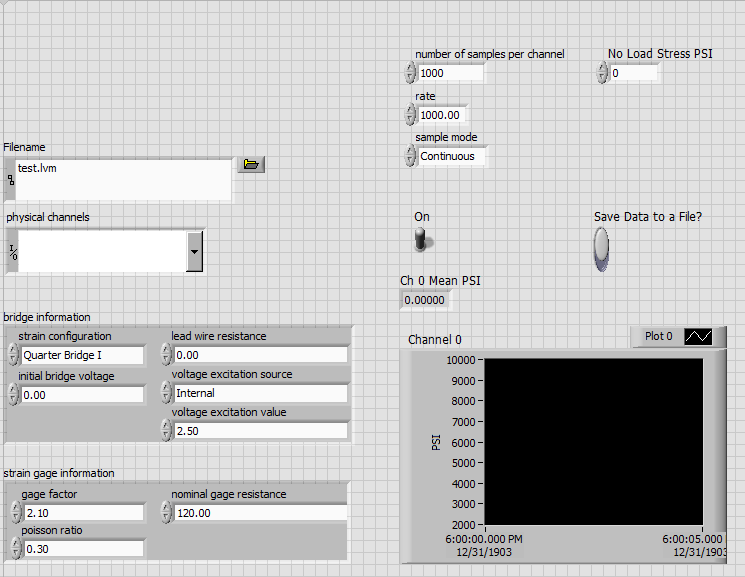 number of samples per channel
1000
No Load Stress PSI
0
rate
1000.00
sample mode
Continuous
Filename
test.lvm
physical channels
I/0
On
Save Data to a File?
Ch 0 Mean PSI
0.00000
bridge information
strain configuration
Quarter Bridge I
initial bridge voltage
0.00
lead wire resistance
0.00
voltage excitation source
Internal
voltage excitation value
2.50
strain gage information
gage factor
2.10
poisson ratio
0.30
nominal gage resistance
120.00
Channel 0
Plot 0
PSI
10000
9000
8000
7000
6000
5000
4000
3000
2000
6:00:00.000 PM
12/31/1903
6:00:05.000 PM
12/31/1903